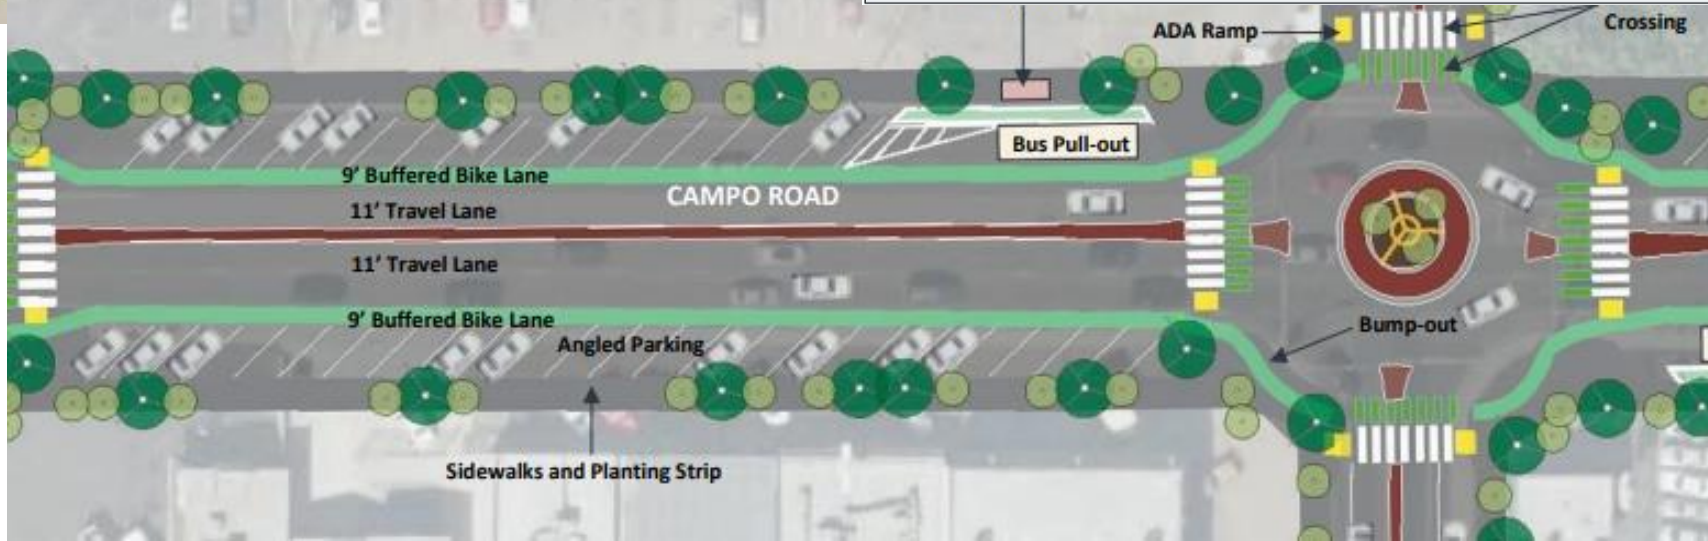 ADA Ramp
Crossing
Bus Pull-out
9’ Buffered Bike Lane
CAMPO ROAD
11’ Travel Lane
11’ Travel Lane
9’ Buffered Bike Lane
Bump-out
Angled Parking
Sidewalks and Planting Strip